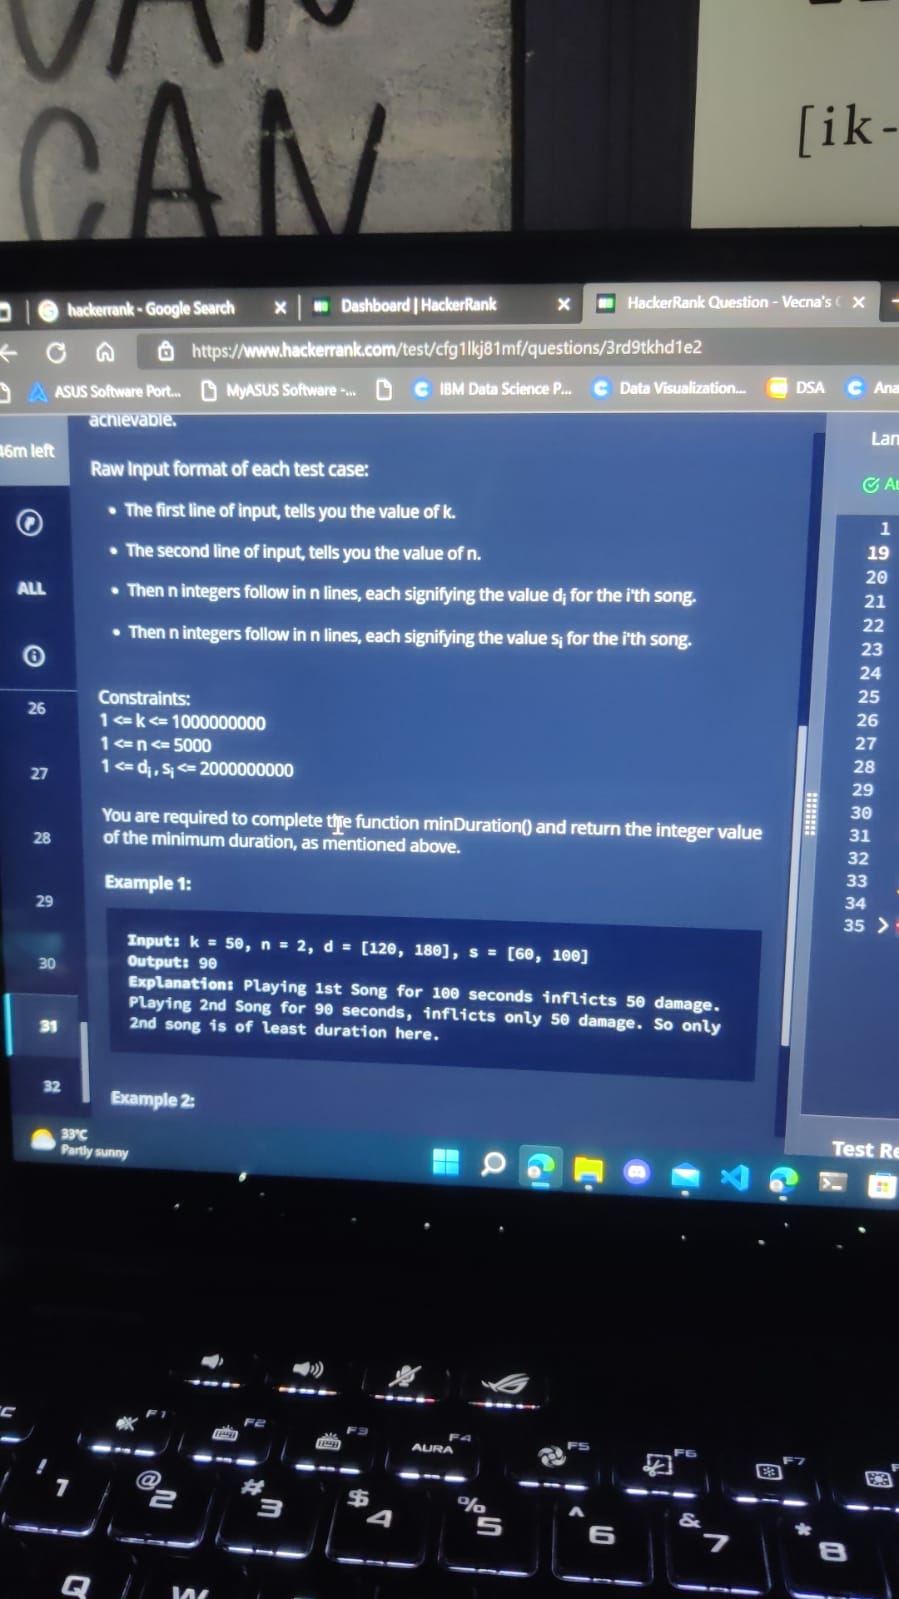 CAN
CAN
[ik-
hackerrank - Google Search
Dashboard | HackerRank
HackerRank Question - Vecna's
https://www.hackerrank.com/test/cfg1lkj81mf/questions/3rd9tkhd1e2
ASUS Software Port...
MyASUS Software -...
IBM Data Science P...
Data Visualization...
DSA
Ana
achievable.
46m left
Lan
Raw Input format of each test case:
Au
• The first line of input, tells you the value of k.
• The second line of input, tells you the value of n.
• Then n integers follow in n lines, each signifying the value di for the i'th song.
• Then n integers follow in n lines, each signifying the value si for the i'th song.
ALL
Constraints:
1 <= k <= 1000000000
1 <= n <= 5000
1 <= di , si <= 2000000000
You are required to complete the function minDuration() and return the integer value
of the minimum duration, as mentioned above.
Example 1:
Input: k = 50, n = 2, d = [120, 180], s = [60, 100]
Output: 90
Explanation: Playing 1st Song for 100 seconds inflicts 50 damage.
Playing 2nd Song for 90 seconds, inflicts only 50 damage. So only
2nd song is of least duration here.
Example 2:
26
27
28
29
30
31
32
1
19
20
21
22
23
24
25
26
27
28
29
30
31
32
33
34
35
Test Re
33°C
Partly sunny
F1
F2
F3
F4
AURA
F5
F6
F7
! 1
@ 2
# 3
$ 4
% 5
^ 6
& 7
* 8
Q
W